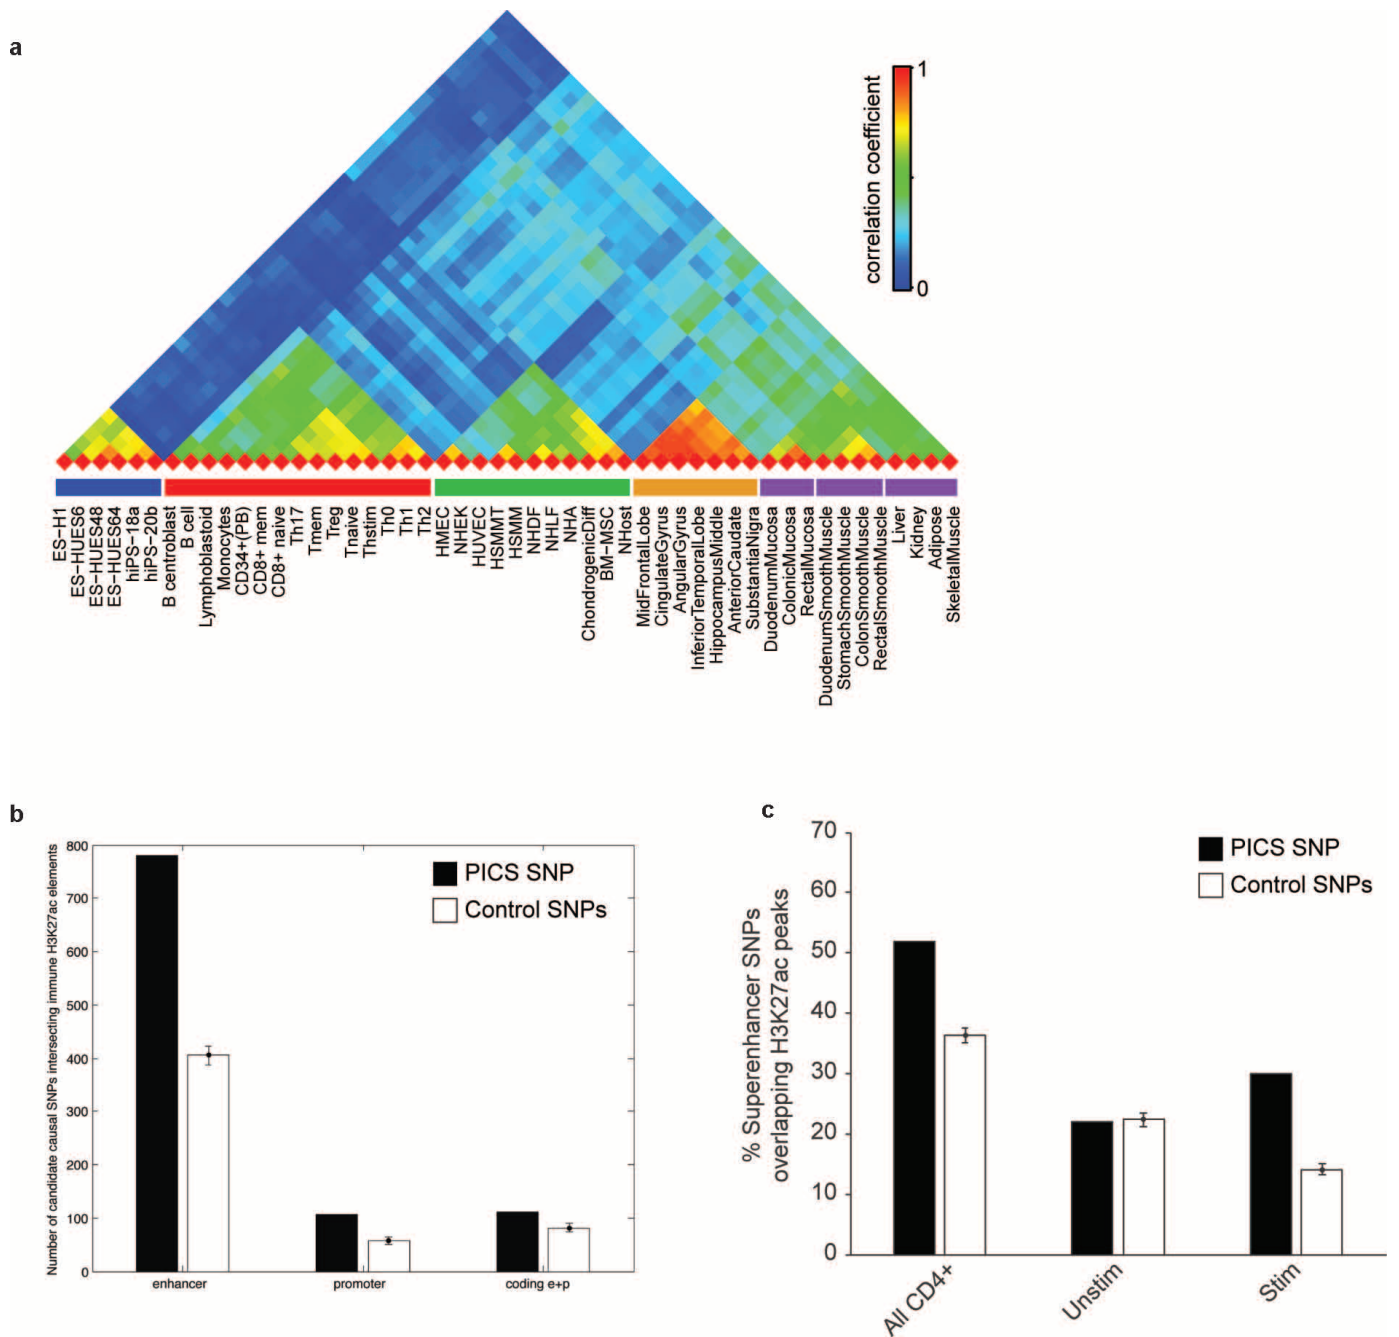 a
correlation coefficient
1
0
ES-H1
ES-HUES6
ES-HUES48
ES-HUES64
hiPS-18a
hiPS-20b
B centroblast
B cell
Lymphoblastoid
Monocytes
CD34+(PB)
CD8+ mem
CD8+ naive
Th17
Tmem
Treg
Tnaive
Thstim
Th0
Th1
Th2
HMEC
NHEK
HUVEC
HSMMT
HSMM
NHDF
NHLF
NHA
ChondrogenicDiff
BM-MSC
NHost
MidFrontalLobe
CingulateGyrus
AngularGyrus
InferiorTemporalLobe
HippocampusMiddle
AnteriorCaudate
SubstantiaNigra
DuodenumMucosa
ColonicMucosa
RectalMucosa
DuodenumSmoothMuscle
StomachSmoothMuscle
ColonSmoothMuscle
RectalSmoothMuscle
Liver
Kidney
Adipose
SkeletalMuscle
b
Number of candidate causal SNPs intersecting immune H3K27ac elements
800
700
600
500
400
300
200
100
0
PICS SNP
Control SNPs
enhancer
promoter
coding e+p
c
% Superenhancer SNPs
overlapping H3K27ac peaks
70
60
50
40
30
20
10
0
PICS SNP
Control SNPs
All CD4+
Unstim
Stim